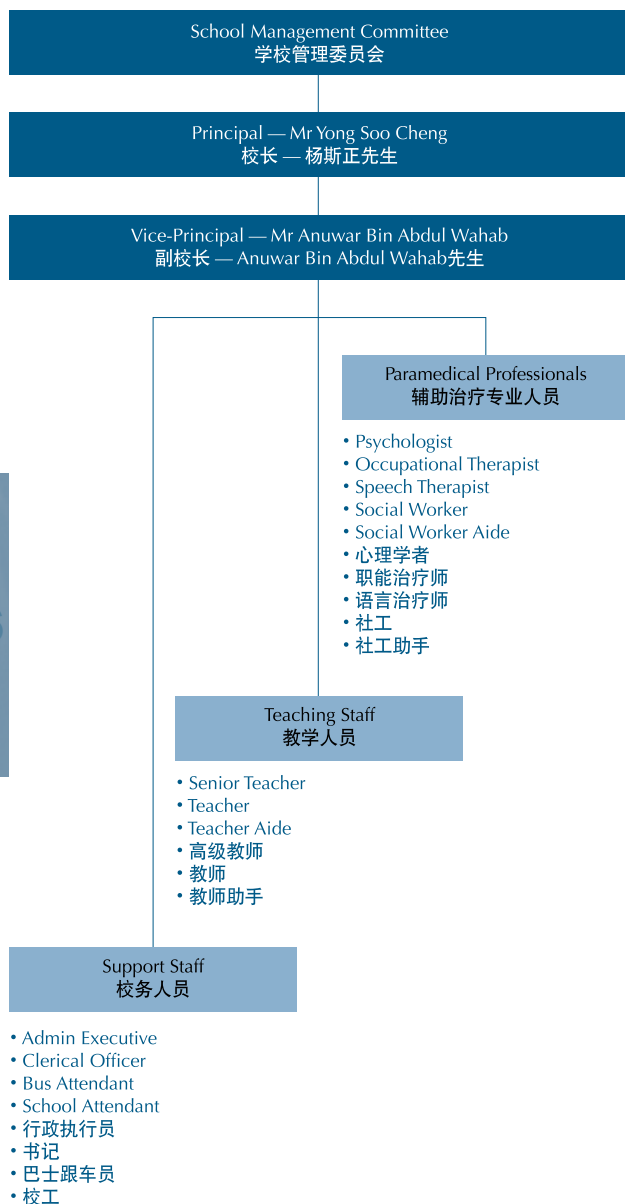 School Management Committee
学校管理委员会
Principal — Mr Yong Soo Cheng
校长 — 杨斯正先生
Vice-Principal — Mr Anuwar Bin Abdul Wahab
副校长 — Anuwar Bin Abdul Wahab先生
Paramedical Professionals
辅助治疗专业人员
• Psychologist
• Occupational Therapist
• Speech Therapist
• Social Worker
• Social Worker Aide
• 心理学者
• 职能治疗师
• 语言治疗师
• 社工
• 社工助手
Teaching Staff
教学人员
• Senior Teacher
• Teacher
• Teacher Aide
• 高级教师
• 教师
• 教师助手
Support Staff
校务人员
• Admin Executive
• Clerical Officer
• Bus Attendant
• School Attendant
• 行政执行员
• 书记
• 巴士跟车员
• 校工